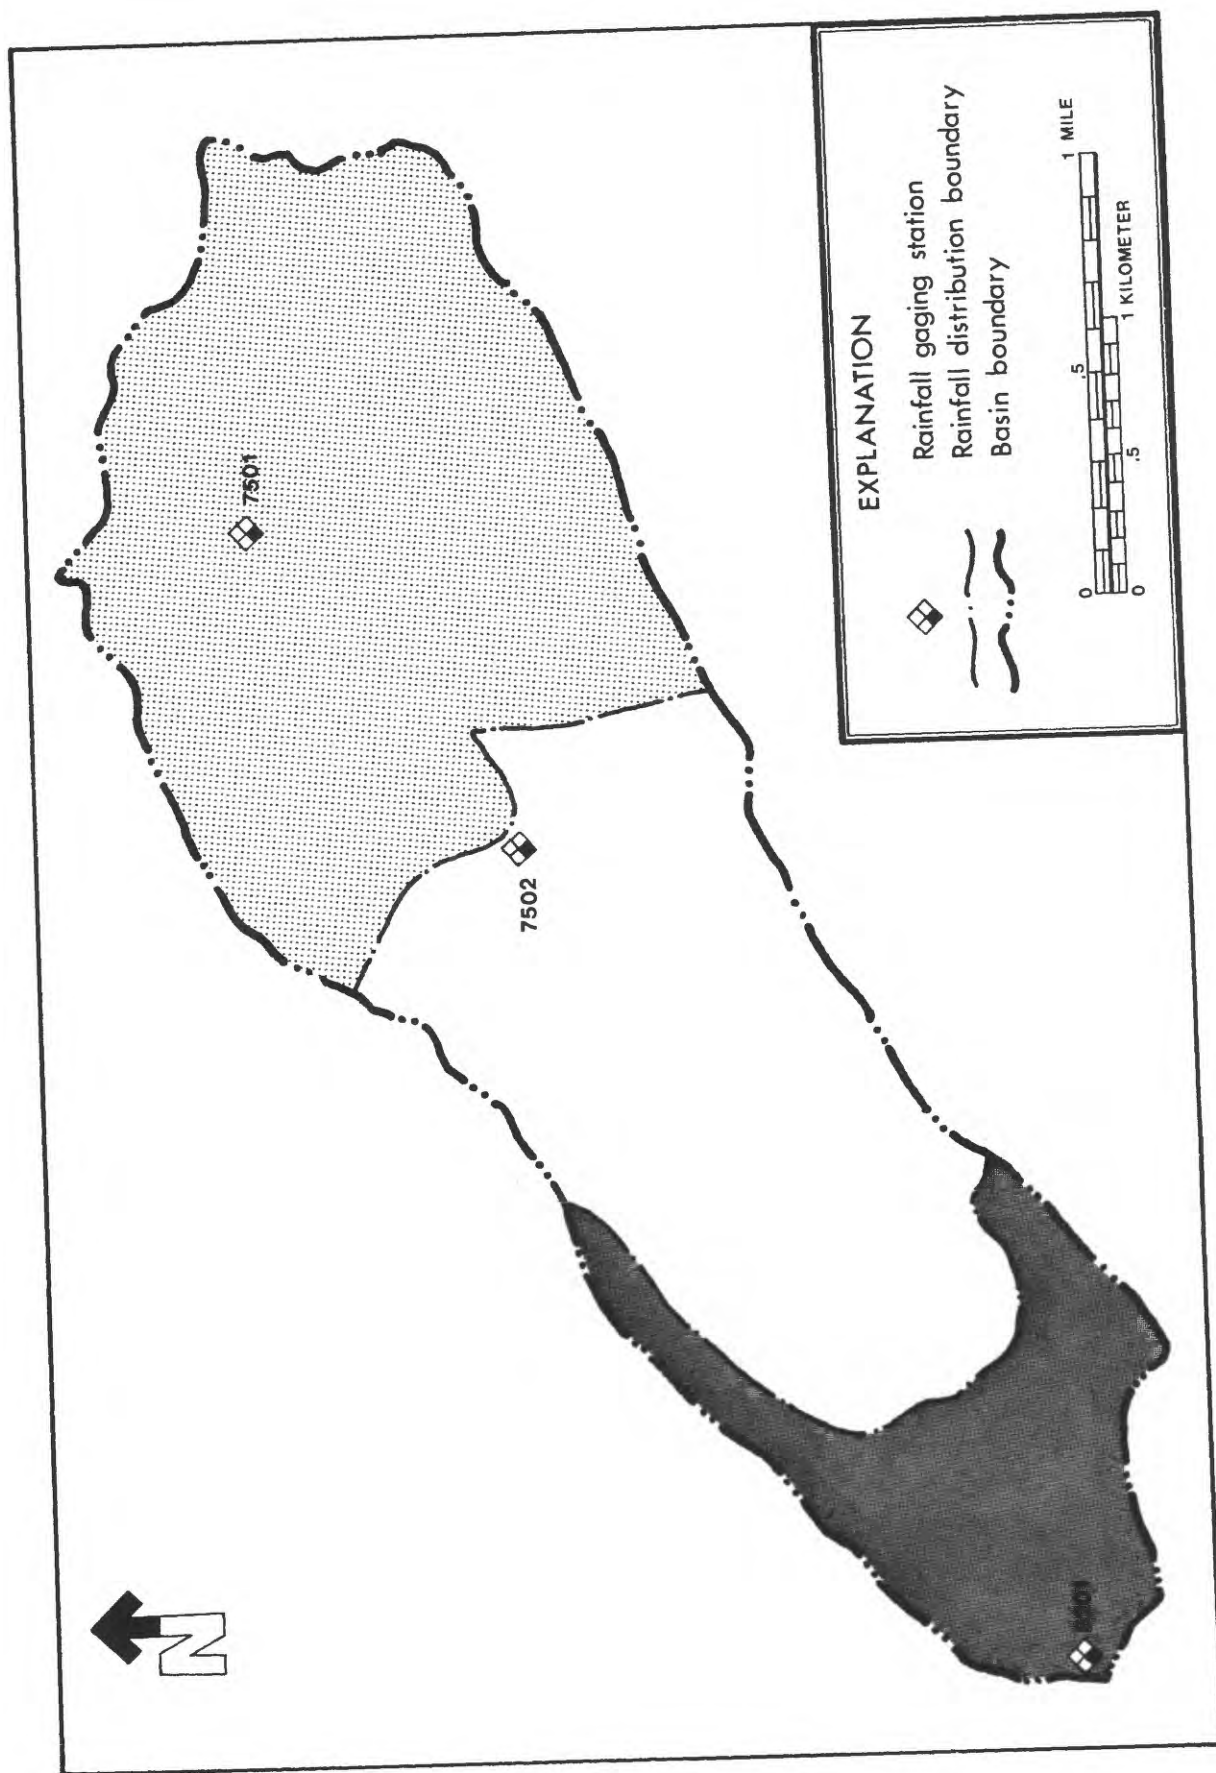 N
7501
7502
EXPLANATION
Rainfall gaging station
Rainfall distribution boundary
Basin boundary
0
.5
1 MILE
0
.5
1 KILOMETER